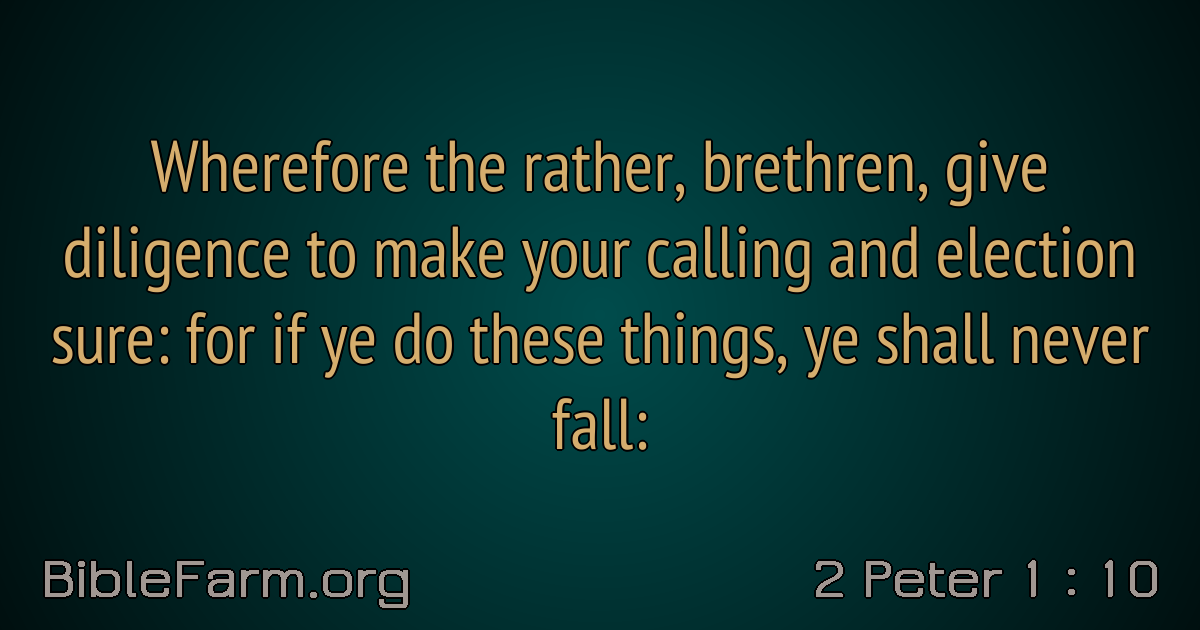 Wherefore the rather, brethren, give
diligence to make your calling and election
sure: for if ye do these things, ye shall never
fall:
BibleFarm.org
2 Peter 1 : 10